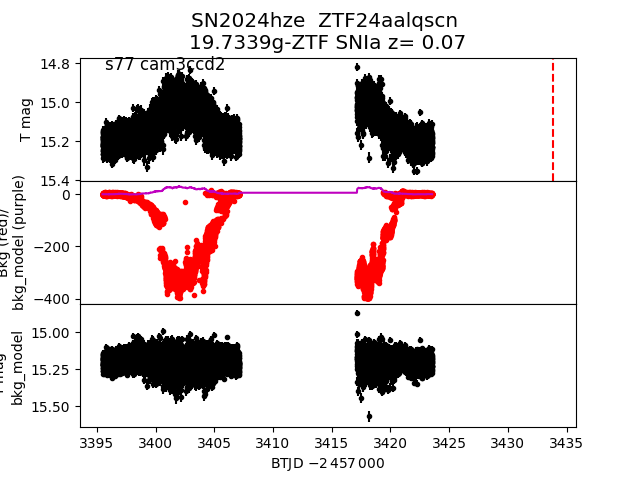 SN2024hze ZTF24aalqscn
19.7339g-ZTF SNIa z= 0.07
s77 cam3ccd2
T mag
14.8
15.0
15.2
15.4
Bkg (red)/
bkg_model (purple)
0
−200
−400
mag
bkg_model
15.00
15.25
15.50
3395 3400 3405 3410 3415 3420 3425 3430 3435
BTJD −2 457 000